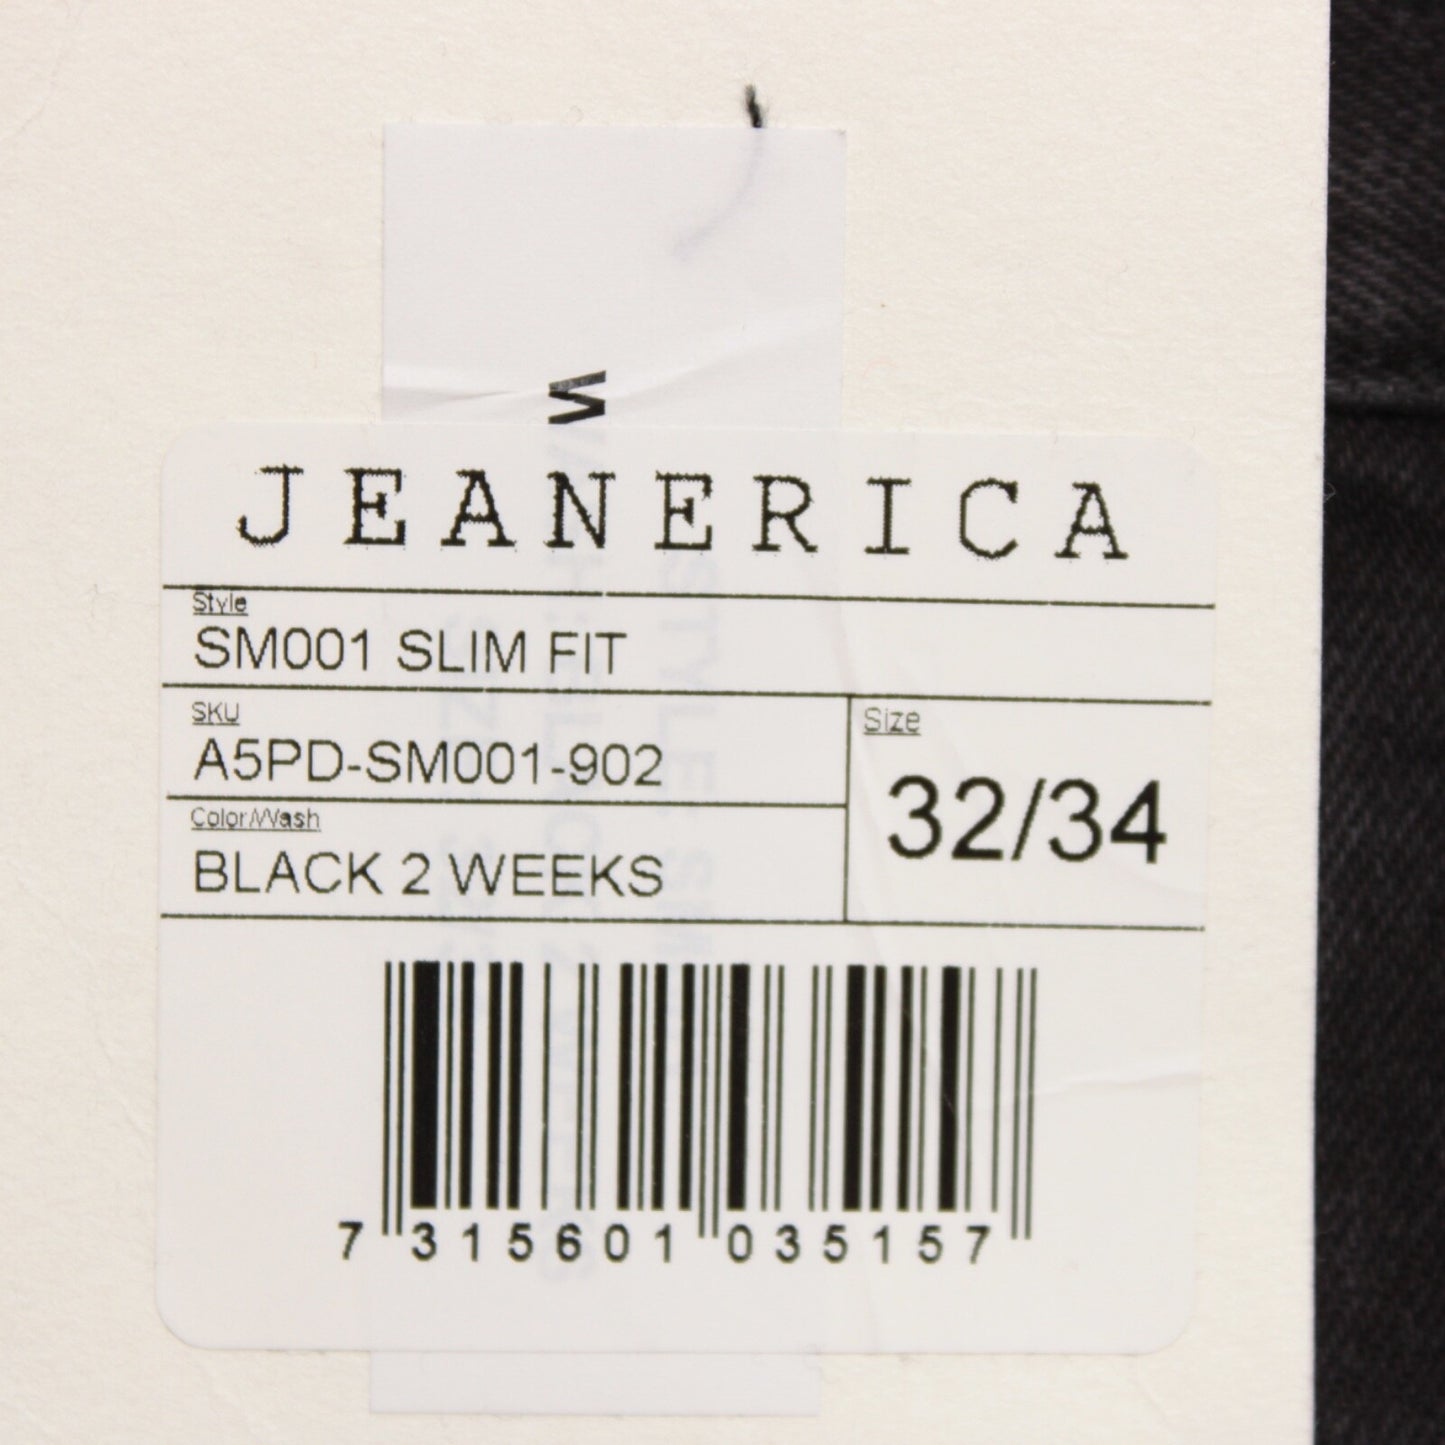 W
JEANERICA
Style
SM001 SLIM FIT
SKU
A5PD-SM001-902
Size
32/34
Color/Wash
BLACK 2 WEEKS
7 315601 035157